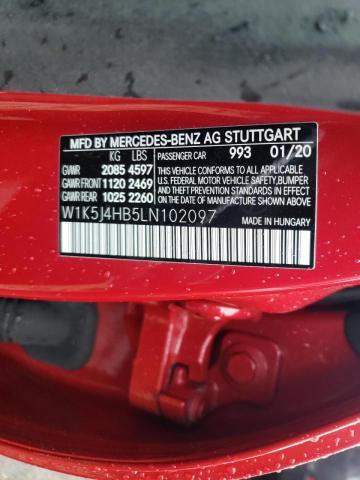 MFD BY MERCEDES-BENZ AG STUTTGART
KG LBS PASSENGER CAR 993 01/20
GVWR 2085 4597 THIS VEHICLE CONFORMS TO ALL APPLICABLE
GAWR FRONT 1120 2469 U.S. FEDERAL MOTOR VEHICLE SAFETY, BUMPER
GAWR REAR 1025 2260 AND THEFT PREVENTION STANDARDS IN EFFECT ON THE DATE OF MANUFACTURE SHOWN ABOVE.
W1K5J4HB5LN102097 MADE IN HUNGARY